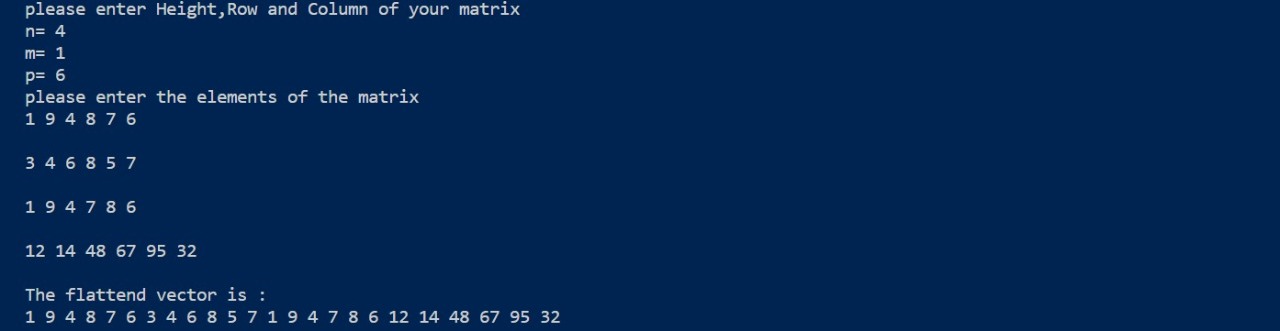 please enter Height,Row and Column of your matrix
n= 4
m= 1
p= 6
please enter the elements of the matrix
1 9 4 8 7 6
3 4 6 8 5 7
1 9 4 7 8 6
12 14 48 67 95 32
The flattend vector is :
1 9 4 8 7 6 3 4 6 8 5 7 1 9 4 7 8 6 12 14 48 67 95 32